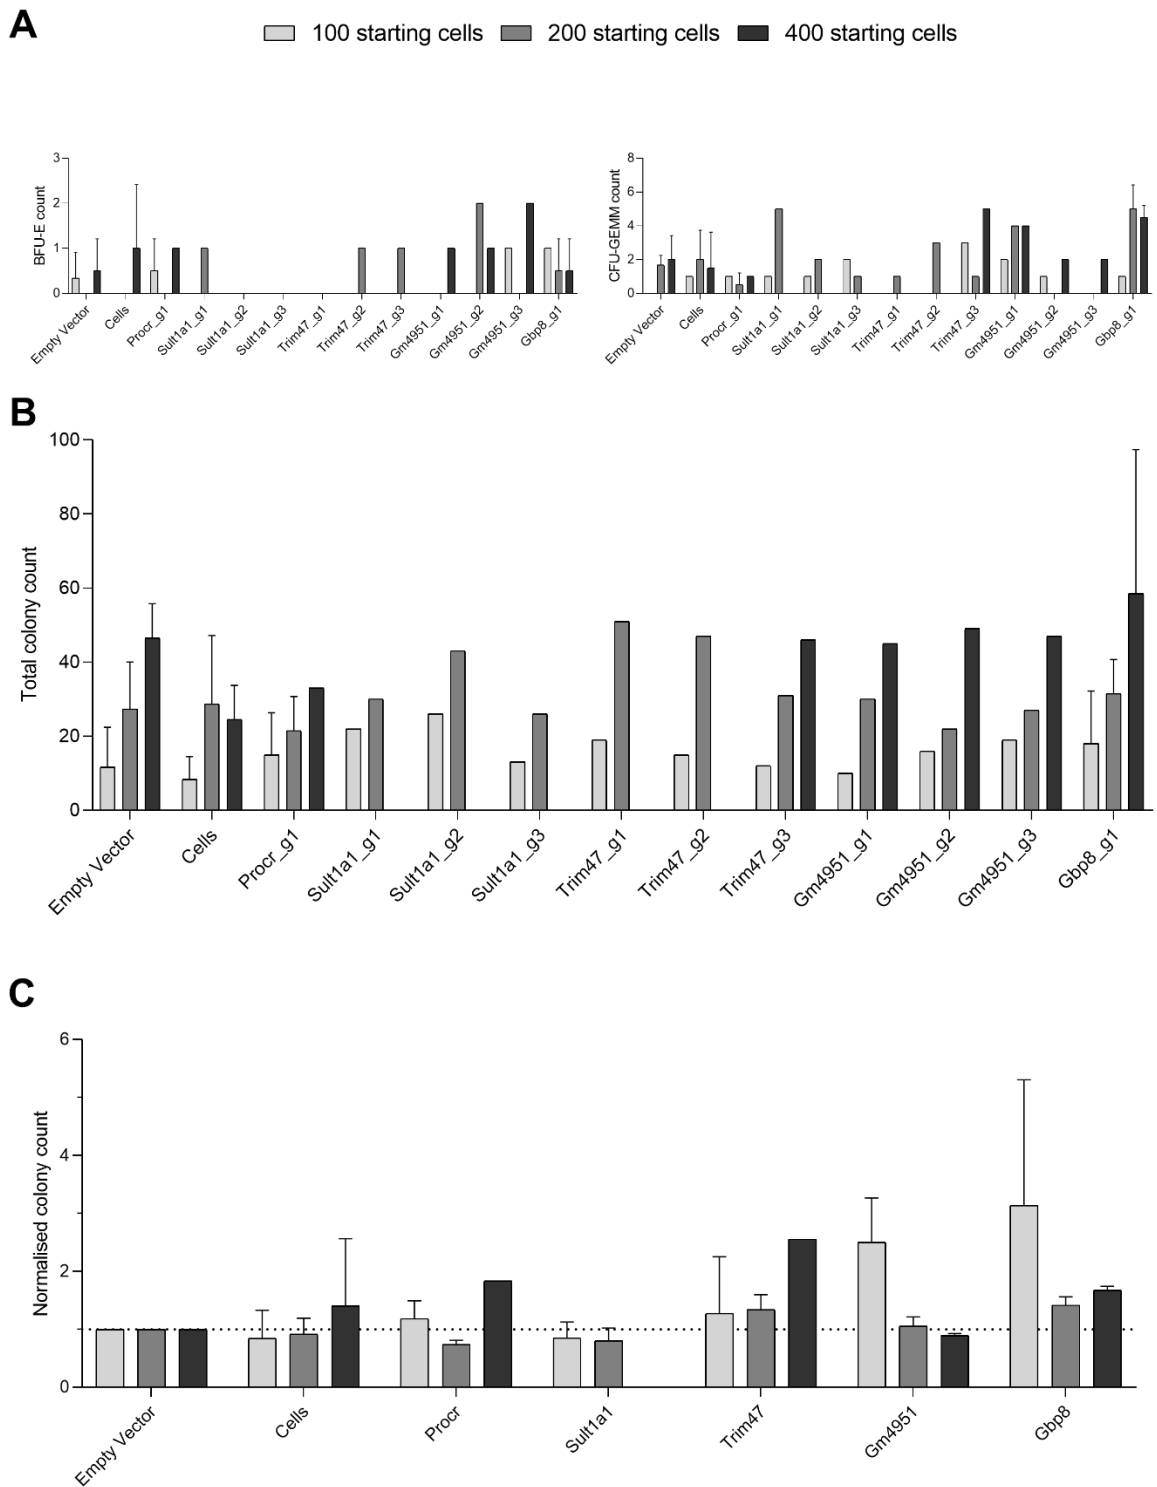 A
100 starting cells 200 starting cells 400 starting cells
BFU-E count
3
2
1
0
Empty Vector
Cells
Procr_g1
Sult1a1_g1
Sult1a1_g2
Sult1a1_g3
Trim47_g1
Trim47_g2
Trim47_g3
Gm4951_g1
Gm4951_g2
Gm4951_g3
Gbp8_g1
CFU-GEMM count
8
6
4
2
0
Empty Vector
Cells
Procr_g1
Sult1a1_g1
Sult1a1_g2
Sult1a1_g3
Trim47_g1
Trim47_g2
Trim47_g3
Gm4951_g1
Gm4951_g2
Gm4951_g3
Gbp8_g1
B
Total colony count
100
80
60
40
20
0
Empty Vector
Cells
Procr_g1
Sult1a1_g1
Sult1a1_g2
Sult1a1_g3
Trim47_g1
Trim47_g2
Trim47_g3
Gm4951_g1
Gm4951_g2
Gm4951_g3
Gbp8_g1
C
Normalised colony count
6
4
2
0
Empty Vector
Cells
Procr
Sult1a1
Trim47
Gm4951
Gbp8